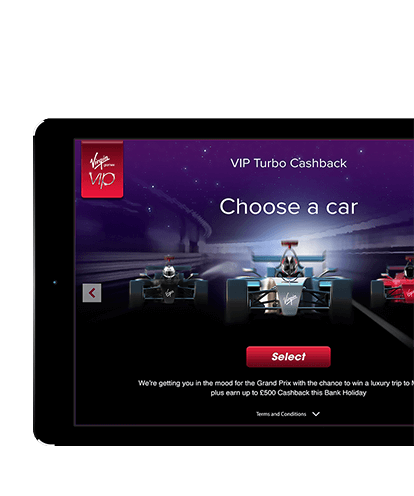 Virgin
games
VIP
VIP Turbo Cashback
Choose a car
Virgin
Virgin
Select
We're getting you in the mood for the Grand Prix with the chance to win a luxury trip to
plus earn up to £500 Cashback this Bank Holiday
Terms and Conditions